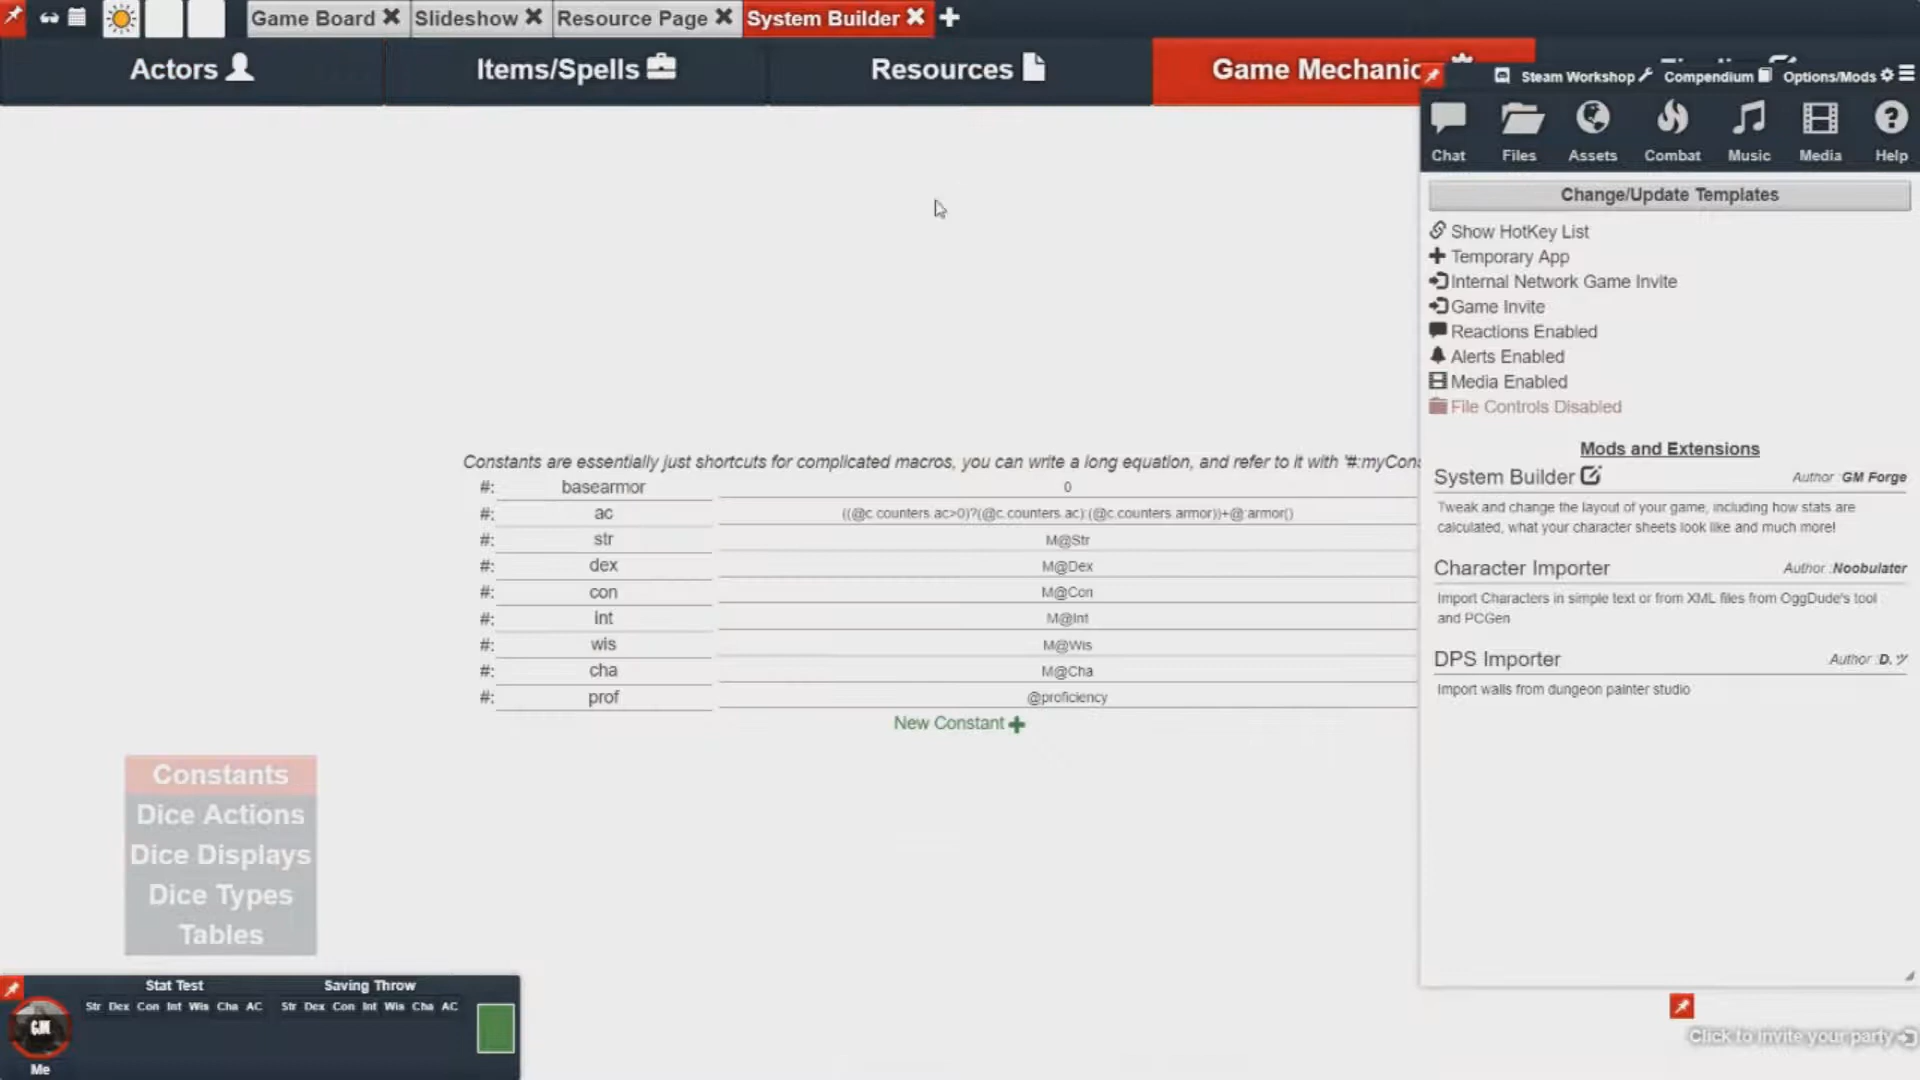 Game Board
Slideshow
Resource Page
System Builder
Actors
Items/Spells
Resources
Game Mechanic
Steam Workshop
Compendium
Options/Mods
Chat
Files
Assets
Combat
Music
Media
Help
Change/Update Templates
Show HotKey List
Temporary App
Internal Network Game Invite
Game Invite
Reactions Enabled
Alerts Enabled
Media Enabled
File Controls Disabled
Mods and Extensions
System Builder Author :GM Forge
Tweak and change the layout of your game, including how stats are
calculated, what your character sheets look like and much more!
Character Importer Author :Noobulater
Import Characters in simple text or from XML files from OggDude's tool
and PCGen
DPS Importer Author :D. ツ
Import walls from dungeon painter studio
Constants are essentially just shortcuts for complicated macros, you can write a long equation, and refer to it with '#:myCons
#: basearmor 0
#: ac ((@c.counters.ac>0)?(@c.counters.ac):(@c.counters.armor))+@:armor()
#: str M@Str
#: dex M@Dex
#: con M@Con
#: int M@Int
#: wis M@Wis
#: cha M@Cha
#: prof @proficiency
New Constant
Constants
Dice Actions
Dice Displays
Dice Types
Tables
Stat Test
Str Dex Con Int Wis Cha AC
Saving Throw
Str Dex Con Int Wis Cha AC
GM
Me
Click to invite your party